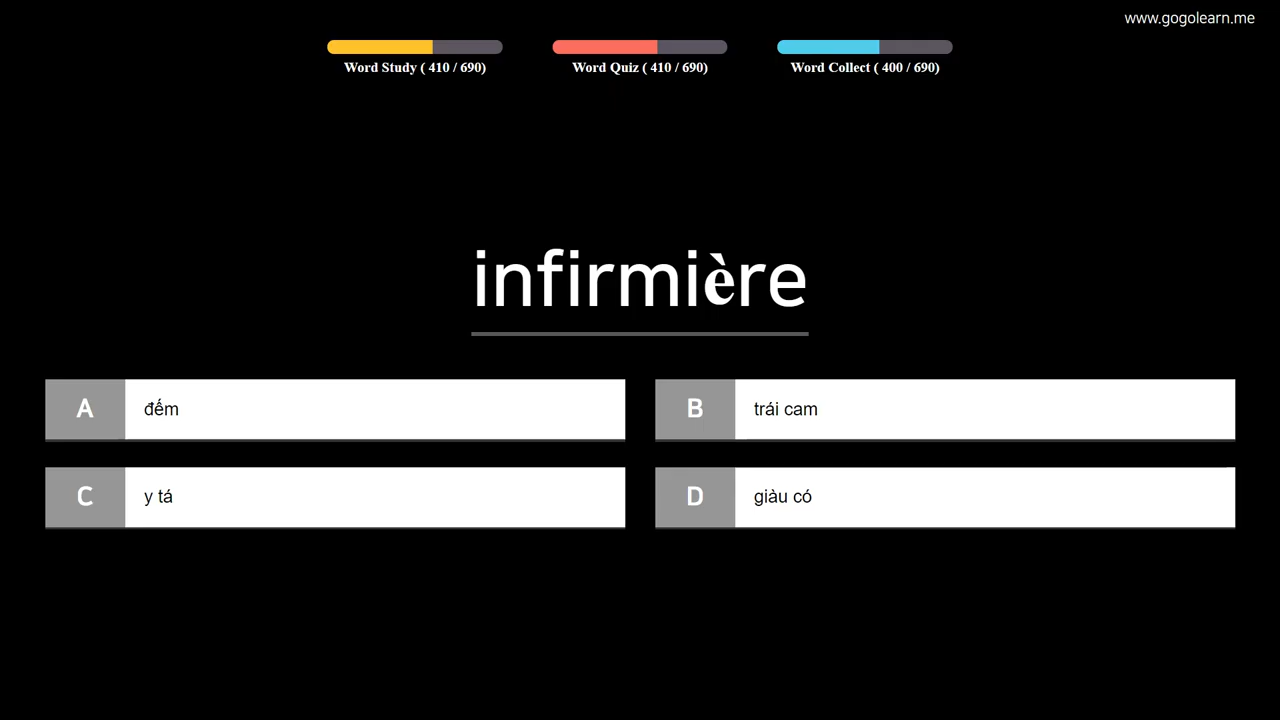 www.gogolearn.me
Word Study ( 410 / 690)
Word Quiz ( 410 / 690)
Word Collect ( 400 / 690)
infirmière
A đếm
B trái cam
C y tá
D giàu có